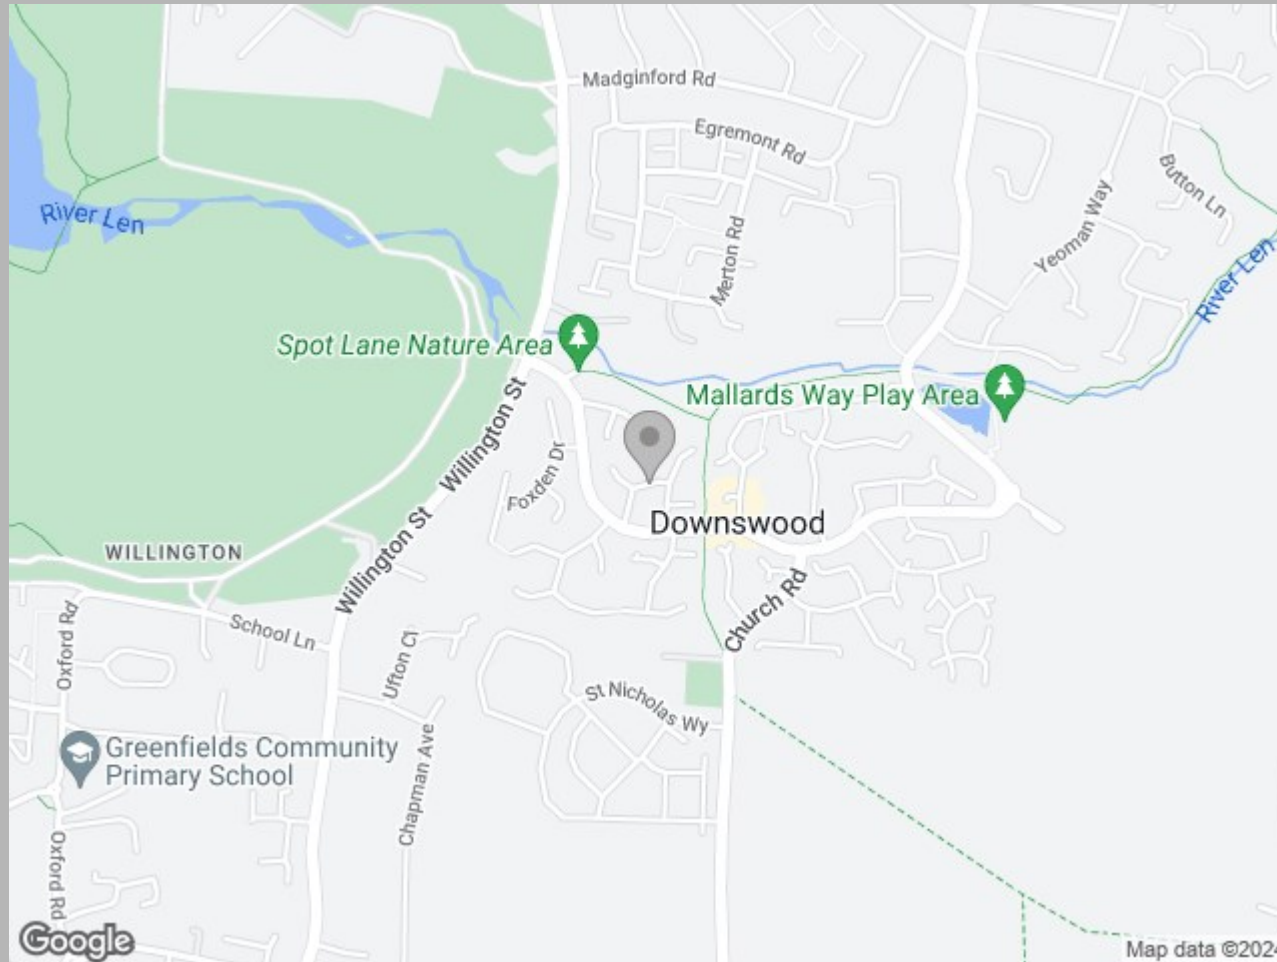 Madginford Rd
Egremont Rd
Button Ln
River Len
Merton Rd
Yeoman Way
River Len
Spot Lane Nature Area
Mallards Way Play Area
Willington St
Foxden Dr
Downswood
WILLINGTON
Willington St
Church Rd
Oxford Rd
School Ln
Ufton Cl
St Nicholas Wy
Greenfields Community
Primary School
Chapman Ave
Oxford Rd
Google
Map data ©2024